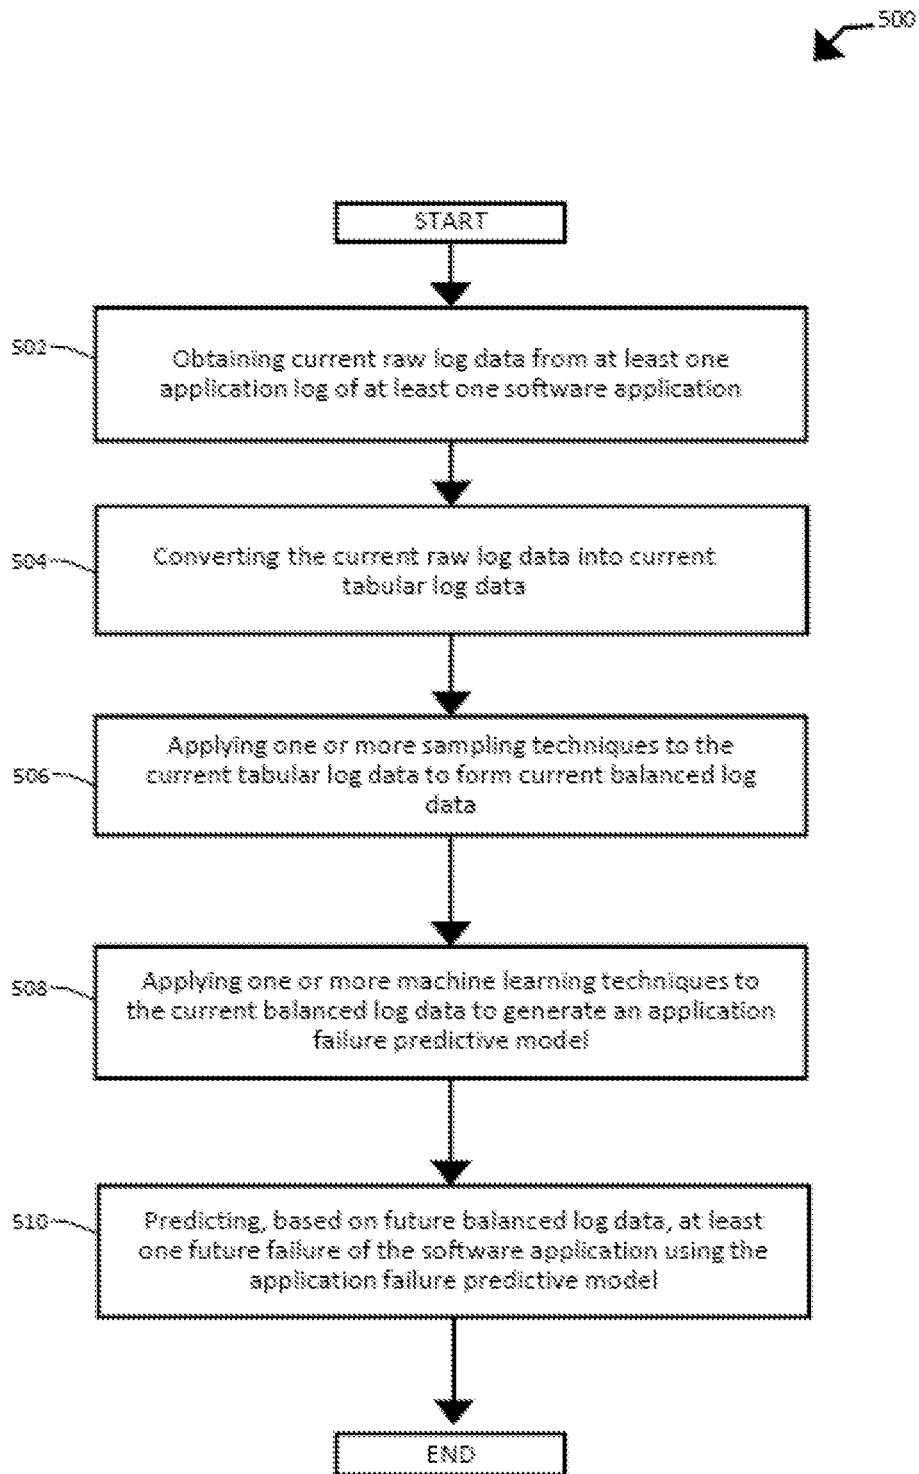 500
START
502
Obtaining current raw log data from at least one
application log of at least one software application
504
Converting the current raw log data into current
tabular log data
506
Applying one or more sampling techniques to the
current tabular log data to form current balanced log
data
508
Applying one or more machine learning techniques to
the current balanced log data to generate an application
failure predictive model
510
Predicting, based on future balanced log data, at least
one future failure of the software application using the
application failure predictive model
END